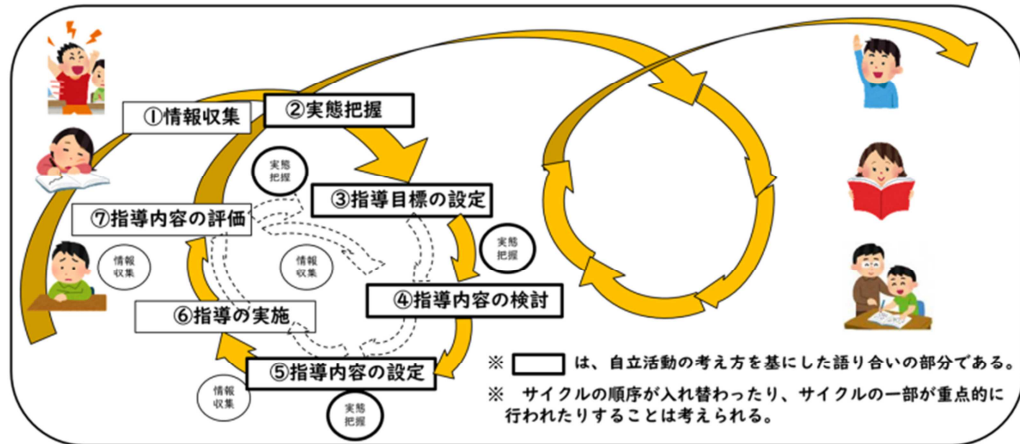 ①情報収集
②実態把握
実態
把握
③指導目標の設定
⑦指導内容の評価
実態
把握
情報
収集
情報
収集
④指導内容の検討
⑥指導の実施
⑤指導内容の設定
情報
収集
実態
把握
※ は、自立活動の考え方を基にした語り合いの部分である。
※ サイクルの順序が入れ替わったり、サイクルの一部が重点的に
行われたりすることは考えられる。